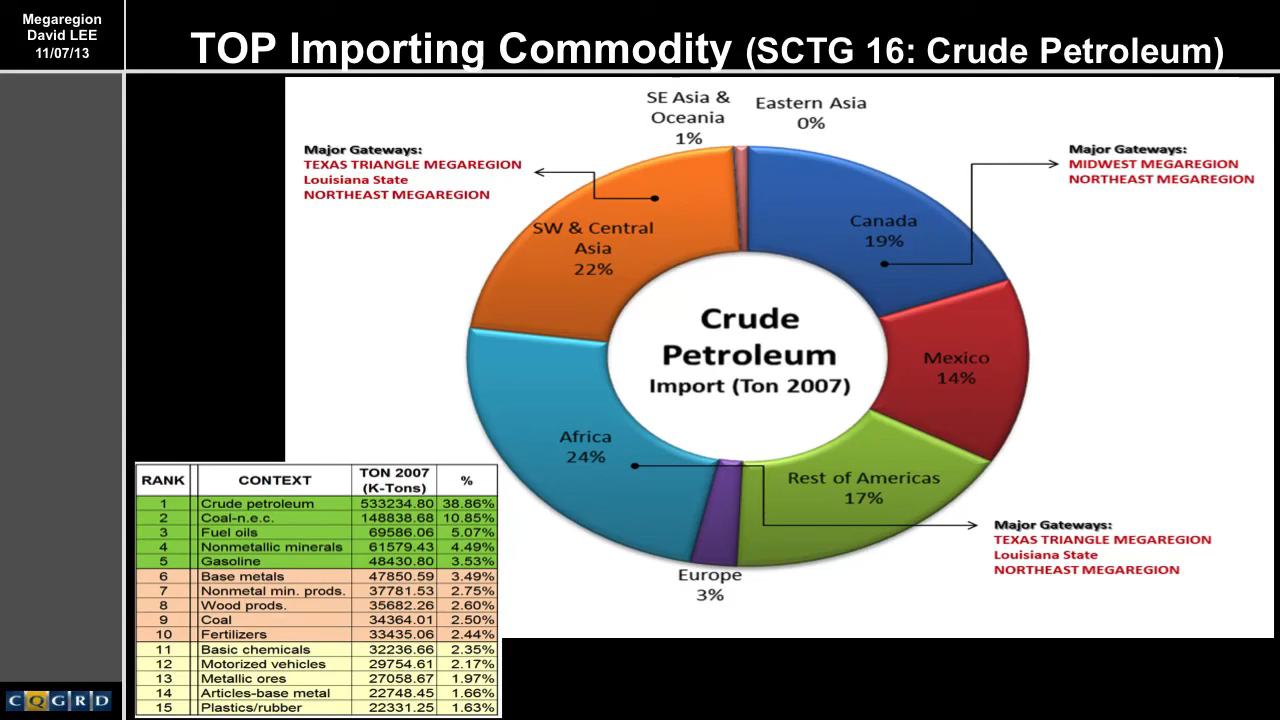 Megaregion
David LEE
11/07/13
TOP Importing Commodity (SCTG 16: Crude Petroleum)
SE Asia &
Oceania
1%
Eastern Asia
0%
Major Gateways:
TEXAS TRIANGLE MEGAREGION
Louisiana State
NORTHEAST MEGAREGION
Major Gateways:
MIDWEST MEGAREGION
NORTHEAST MEGAREGION
SW & Central
Asia
22%
Canada
19%
Crude
Petroleum
Import (Ton 2007)
Mexico
14%
Africa
24%
Rest of Americas
17%
Europe
3%
Major Gateways:
TEXAS TRIANGLE MEGAREGION
Louisiana State
NORTHEAST MEGAREGION
RANK CONTEXT TON 2007 (K-Tons) %
1 Crude petroleum 533234.80 38.86%
2 Coal-n.e.c. 148838.68 10.85%
3 Fuel oils 69586.06 5.07%
4 Nonmetallic minerals 61579.43 4.49%
5 Gasoline 48430.80 3.53%
6 Base metals 47850.59 3.49%
7 Nonmetal min. prods. 37781.53 2.75%
8 Wood prods. 35682.26 2.60%
9 Coal 34364.01 2.50%
10 Fertilizers 33435.06 2.44%
11 Basic chemicals 32236.66 2.35%
12 Motorized vehicles 29754.61 2.17%
13 Metallic ores 27058.67 1.97%
14 Articles-base metal 22748.45 1.66%
15 Plastics/rubber 22331.25 1.63%
CQGRD